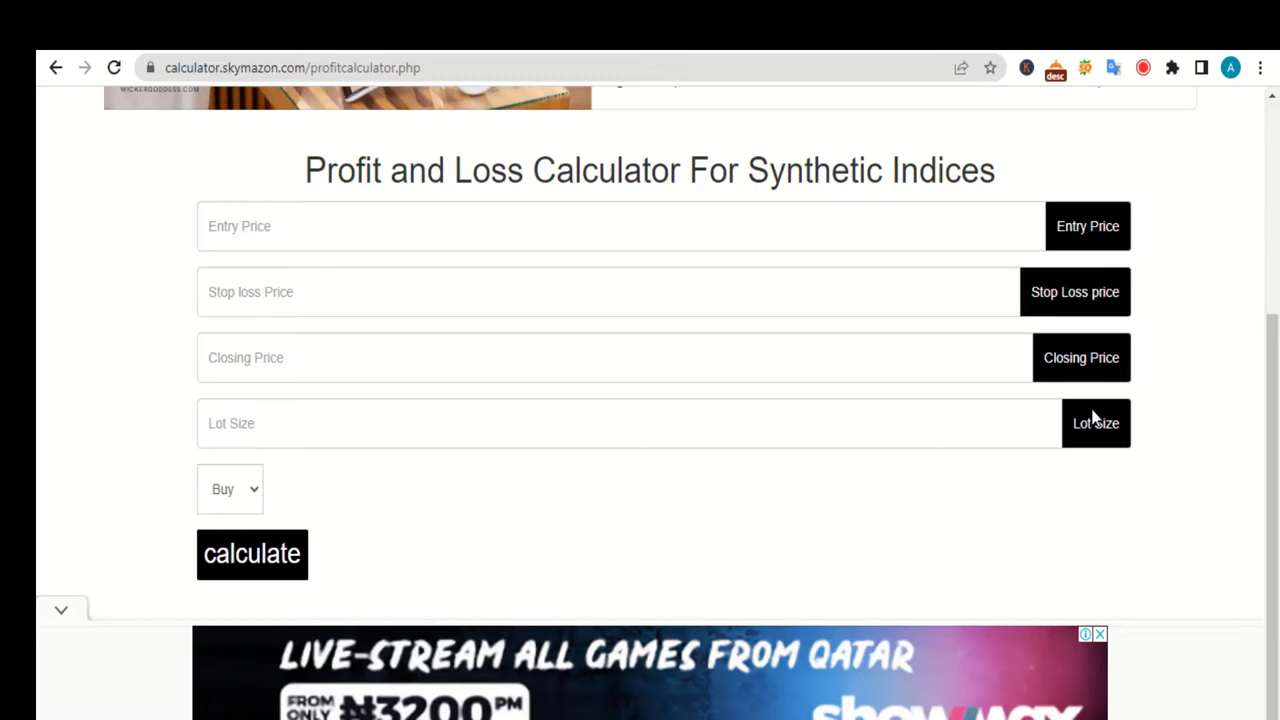 calculator.skymazon.com/profitcalculator.php
desc
K
A
WICKERGODDESS.COM
Profit and Loss Calculator For Synthetic Indices
Entry Price Entry Price
Stop loss Price Stop Loss price
Closing Price Closing Price
Lot Size Lot Size
Buy
calculate
LIVE-STREAM ALL GAMES FROM QATAR
FROM
ONLY ₦3200 PM
showmax